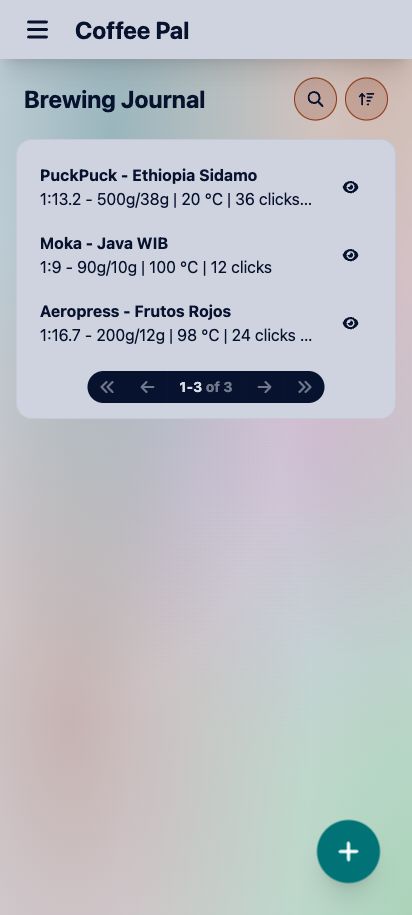 Coffee Pal
Brewing Journal
PuckPuck - Ethiopia Sidamo
1:13.2 - 500g/38g | 20 °C | 36 clicks...
Moka - Java WIB
1:9 - 90g/10g | 100 °C | 12 clicks
Aeropress - Frutos Rojos
1:16.7 - 200g/12g | 98 °C | 24 clicks ...
1-3 of 3